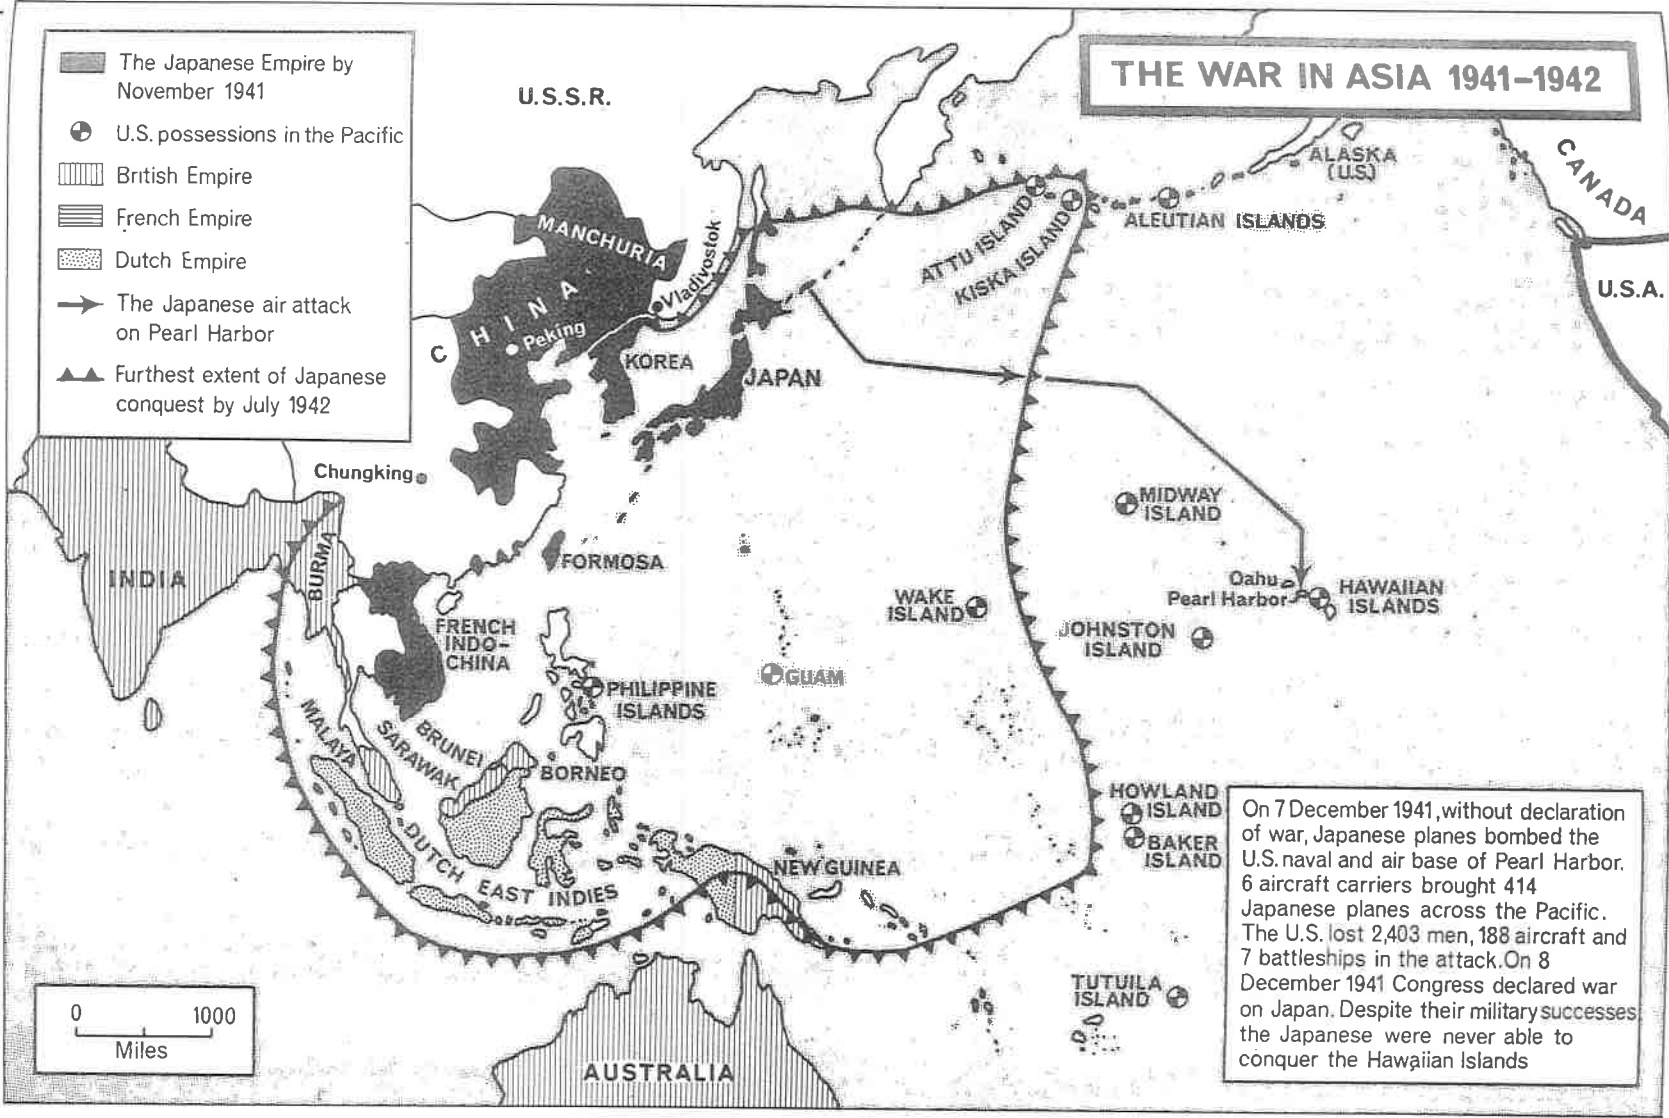 THE WAR IN ASIA 1941–1942
The Japanese Empire by
November 1941
U.S. possessions in the Pacific
British Empire
French Empire
Dutch Empire
The Japanese air attack
on Pearl Harbor
Furthest extent of Japanese
conquest by July 1942
U.S.S.R.
ALASKA
(U.S.)
CANADA
U.S.A.
ALEUTIAN ISLANDS
ATTU ISLAND
KISKA ISLAND
MANCHURIA
Vladivostok
CHINA
Peking
KOREA
JAPAN
Chungking
MIDWAY
ISLAND
FORMOSA
INDIA
BURMA
Oahu
Pearl Harbor
HAWAIIAN
ISLANDS
WAKE
ISLAND
JOHNSTON
ISLAND
FRENCH
INDO-
CHINA
GUAM
PHILIPPINE
ISLANDS
MALAYA
BRUNEI
SARAWAK
BORNEO
DUTCH EAST INDIES
NEW GUINEA
HOWLAND
ISLAND
BAKER
ISLAND
TUTUILA
ISLAND
AUSTRALIA
0 1000
Miles
On 7 December 1941, without declaration
of war, Japanese planes bombed the
U.S. naval and air base of Pearl Harbor.
6 aircraft carriers brought 414
Japanese planes across the Pacific.
The U.S. lost 2,403 men, 188 aircraft and
7 battleships in the attack. On 8
December 1941 Congress declared war
on Japan. Despite their military successes
the Japanese were never able to
conquer the Hawaiian Islands